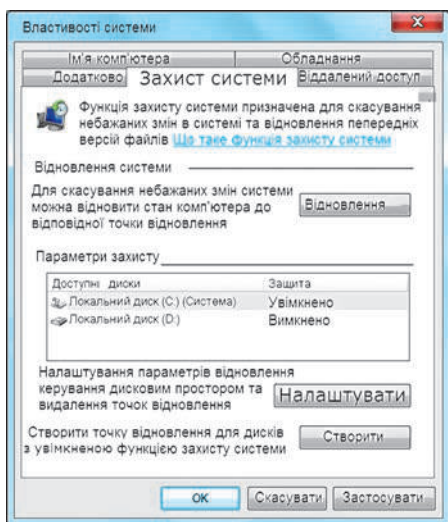 Властивості системи
Ім'я комп'ютера
Обладнання
Додатково
Захист системи
Віддалений доступ
Функція захисту системи призначена для скасування
небажаних змін в системі та відновлення пепередніх
версій файлів Що таке функція захисту системи
Відновлення системи
Для скасування небажаних змін системи
можна відновити стан комп'ютера до
відповідної точки відновлення
Відновлення
Параметри захисту
Доступні диски
Защита
Локальний диск (C:) (Система)
Увімкнено
Локальний диск (D:)
Вимкнено
Налаштування параметрів відновлення
керування дисковим простором та
видалення точок відновлення
Налаштувати
Створити точку відновлення для дисків
з увімкненою функцією захисту системи
Створити
ОК
Скасувати
Застосувати